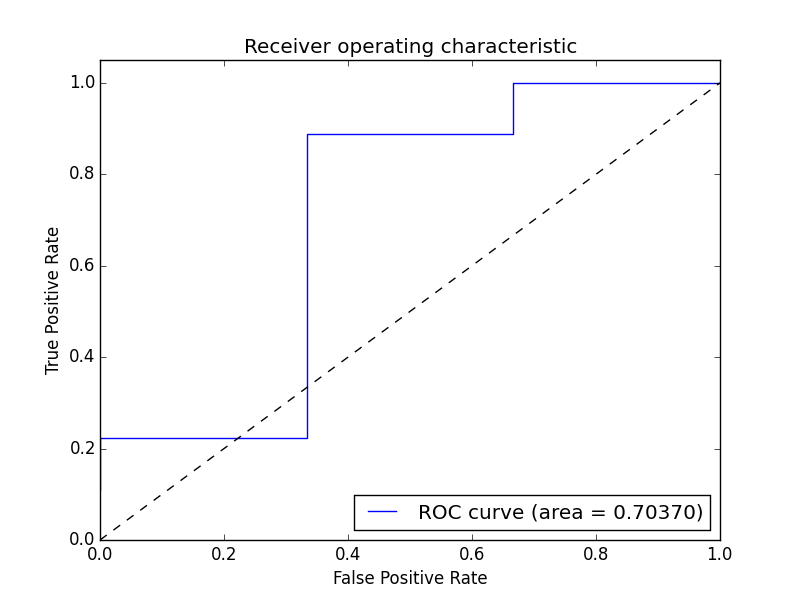 Receiver operating characteristic
1.0
0.8
0.6
0.4
0.2
0.0
True Positive Rate
ROC curve (area = 0.70370)
0.0 0.2 0.4 0.6 0.8 1.0
False Positive Rate